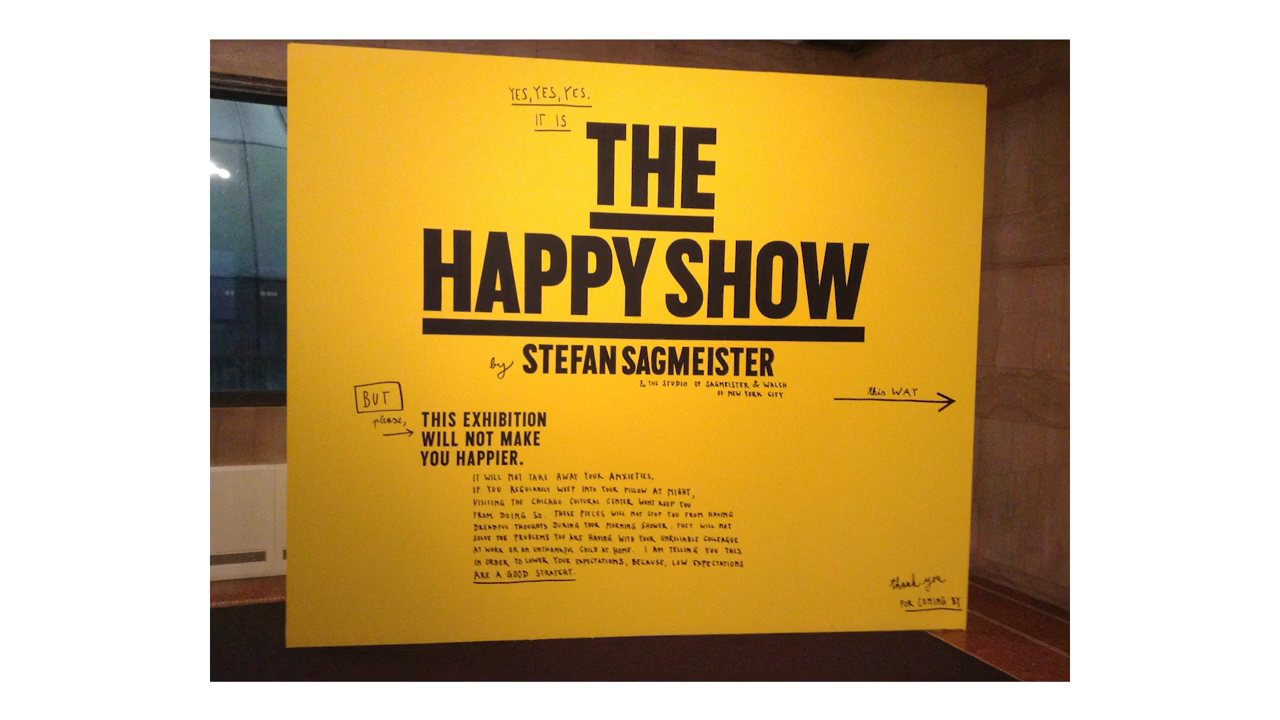 YES, YES, YES.
IT IS
THE
HAPPY SHOW
by STEFAN SAGMEISTER
& THE STUDIO OF SAGMEISTER & WALSH
OF NEW YORK CITY
this WAY
BUT
please,
THIS EXHIBITION
WILL NOT MAKE
YOU HAPPIER.
IT WILL NOT TAKE AWAY YOUR ANXIETIES.
IF YOU REGULARLY WEEP INTO YOUR PILLOW AT NIGHT,
VISITING THE CHICAGO CULTURAL CENTER WONT KEEP YOU
FROM DOING SO. THESE PIECES WILL NOT STOP YOU FROM HAVING
DREADFUL THOUGHTS DURING YOUR MORNING SHOWER. THEY WILL NOT
SOLVE THE PROBLEMS YOU ARE HAVING WITH YOUR UNRELIABLE COLLEAGUE
AT WORK OR AN UNTHANKFUL CHILD AT HOME. I AM TELLING YOU THIS
IN ORDER TO LOWER YOUR EXPECTATIONS, BECAUSE, LOW EXPECTATIONS
ARE A GOOD STRATEGY.
thank you
FOR COMING BY